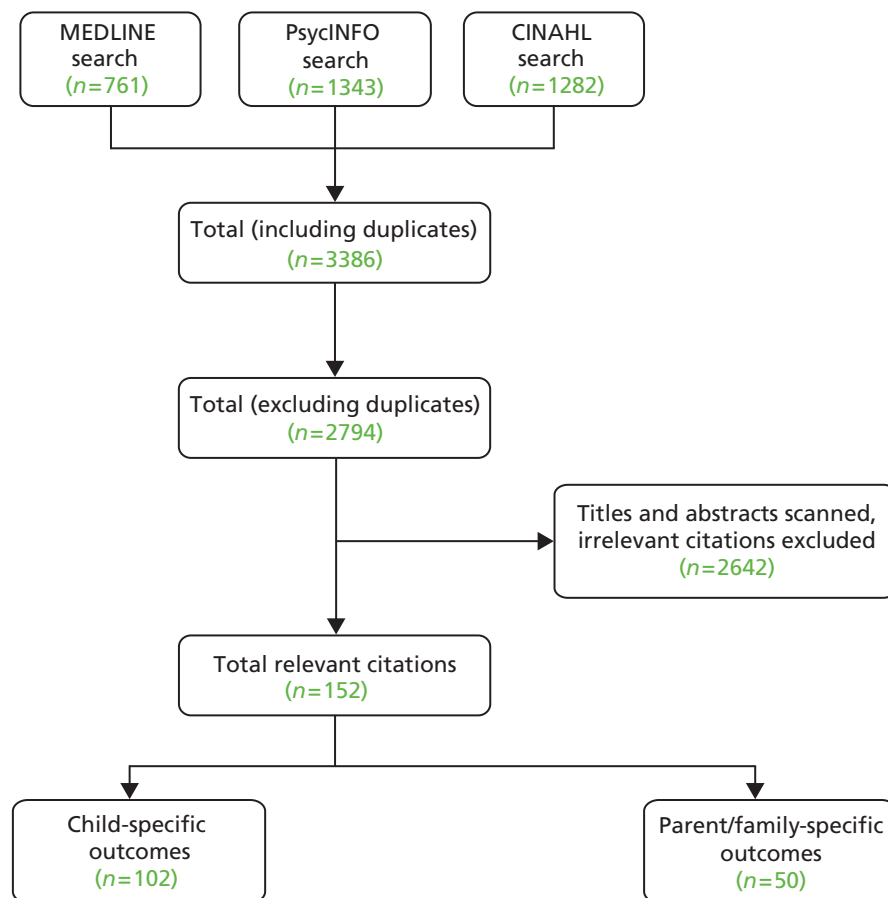 MEDLINE
search
(n=761)
PsycINFO
search
(n=1343)
CINAHL
search
(n=1282)
Total (including duplicates)
(n=3386)
Total (excluding duplicates)
(n=2794)
Titles and abstracts scanned,
irrelevant citations excluded
(n=2642)
Total relevant citations
(n=152)
Child-specific
outcomes
(n=102)
Parent/family-specific
outcomes
(n=50)